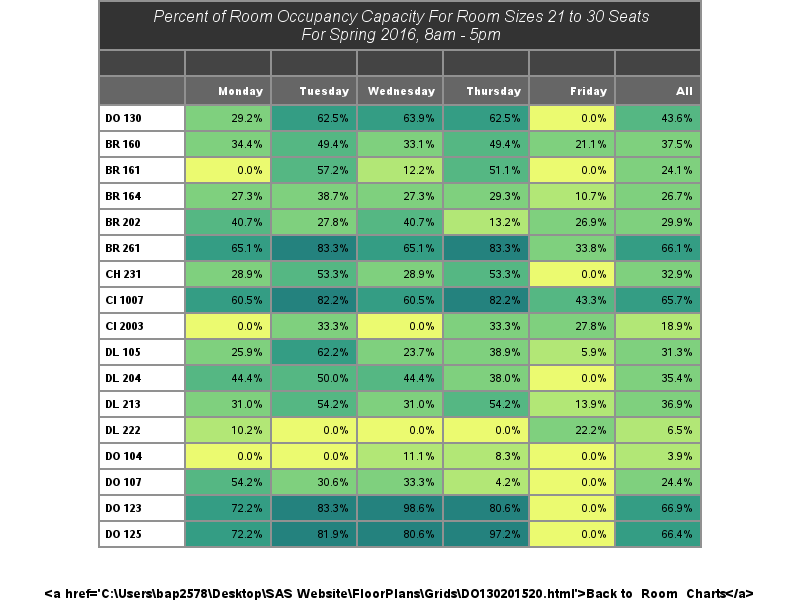 Percent of Room Occupancy Capacity For Room Sizes 21 to 30 Seats
For Spring 2016, 8am - 5pm
Monday Tuesday Wednesday Thursday Friday All
DO 130 29.2% 62.5% 63.9% 62.5% 0.0% 43.6%
BR 160 34.4% 49.4% 33.1% 49.4% 21.1% 37.5%
BR 161 0.0% 57.2% 12.2% 51.1% 0.0% 24.1%
BR 164 27.3% 38.7% 27.3% 29.3% 10.7% 26.7%
BR 202 40.7% 27.8% 40.7% 13.2% 26.9% 29.9%
BR 261 65.1% 83.3% 65.1% 83.3% 33.8% 66.1%
CH 231 28.9% 53.3% 28.9% 53.3% 0.0% 32.9%
CI 1007 60.5% 82.2% 60.5% 82.2% 43.3% 65.7%
CI 2003 0.0% 33.3% 0.0% 33.3% 27.8% 18.9%
DL 105 25.9% 62.2% 23.7% 38.9% 5.9% 31.3%
DL 204 44.4% 50.0% 44.4% 38.0% 0.0% 35.4%
DL 213 31.0% 54.2% 31.0% 54.2% 13.9% 36.9%
DL 222 10.2% 0.0% 0.0% 0.0% 22.2% 6.5%
DO 104 0.0% 0.0% 11.1% 8.3% 0.0% 3.9%
DO 107 54.2% 30.6% 33.3% 4.2% 0.0% 24.4%
DO 123 72.2% 83.3% 98.6% 80.6% 0.0% 66.9%
DO 125 72.2% 81.9% 80.6% 97.2% 0.0% 66.4%
<a href='C:\Users\bap2578\Desktop\SAS Website\FloorPlans\Grids\DO130201520.html'>Back to Room Charts</a>